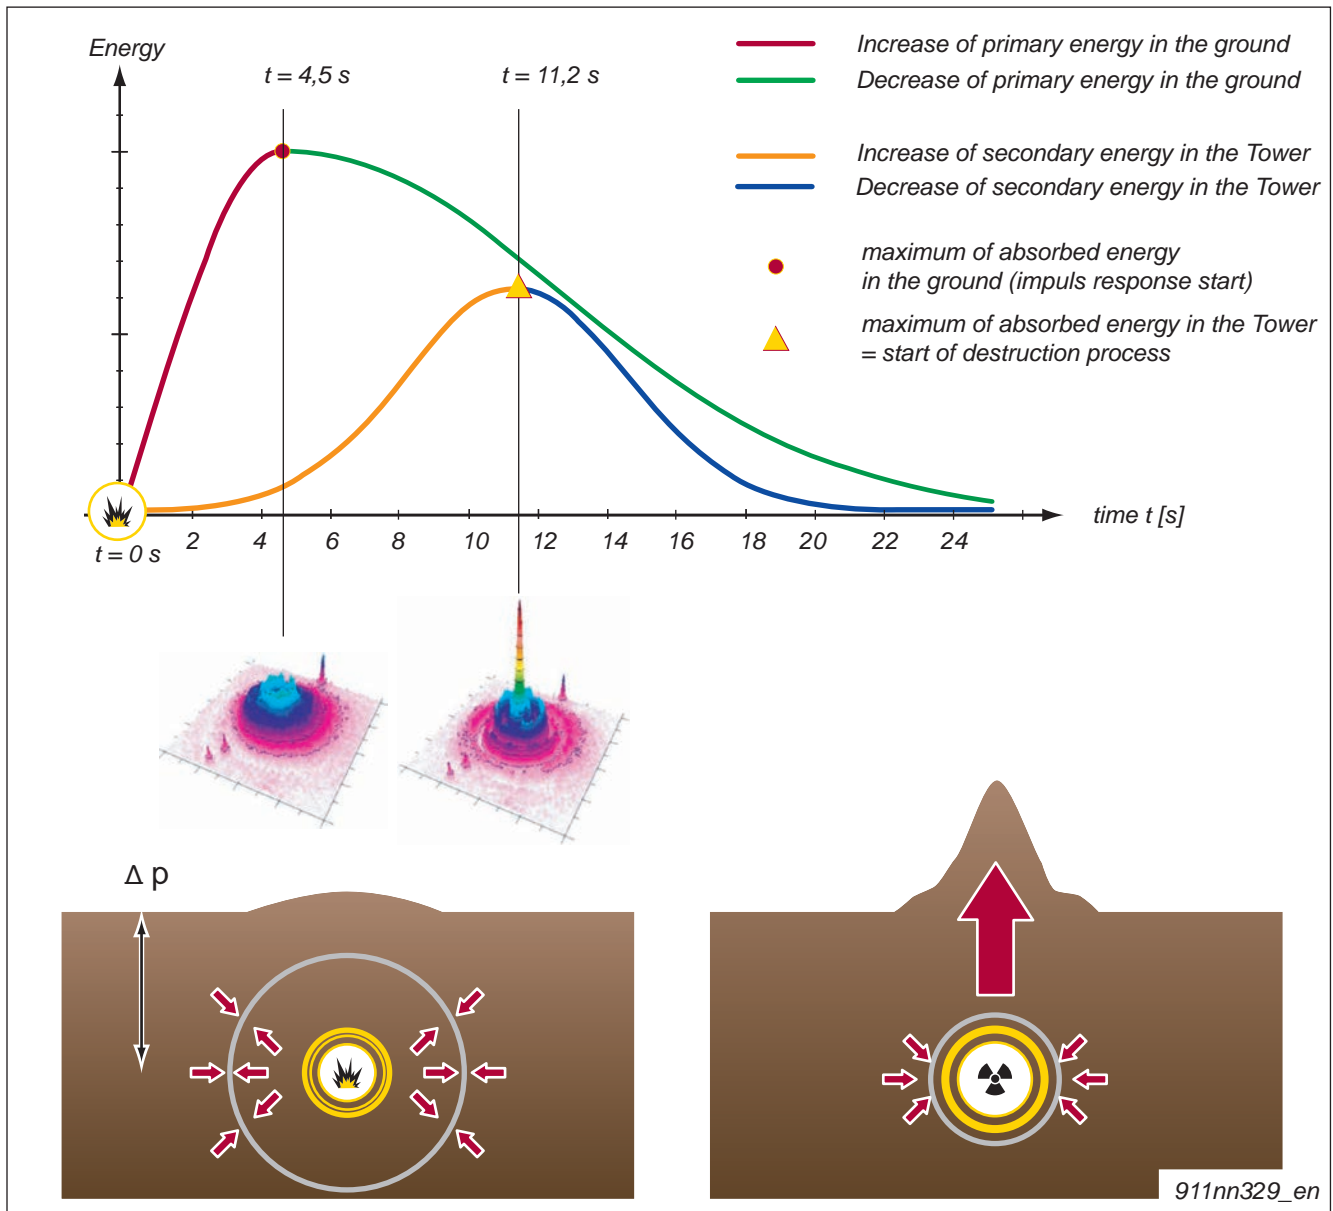 Energy
t = 4,5 s
t = 11,2 s
Increase of primary energy in the ground
Decrease of primary energy in the ground
Increase of secondary energy in the Tower
Decrease of secondary energy in the Tower
maximum of absorbed energy
in the ground (impuls response start)
maximum of absorbed energy in the Tower
= start of destruction process
time t [s]
t = 0 s
2 4 6 8 10 12 14 16 18 20 22 24
Δ p
911nn329_en